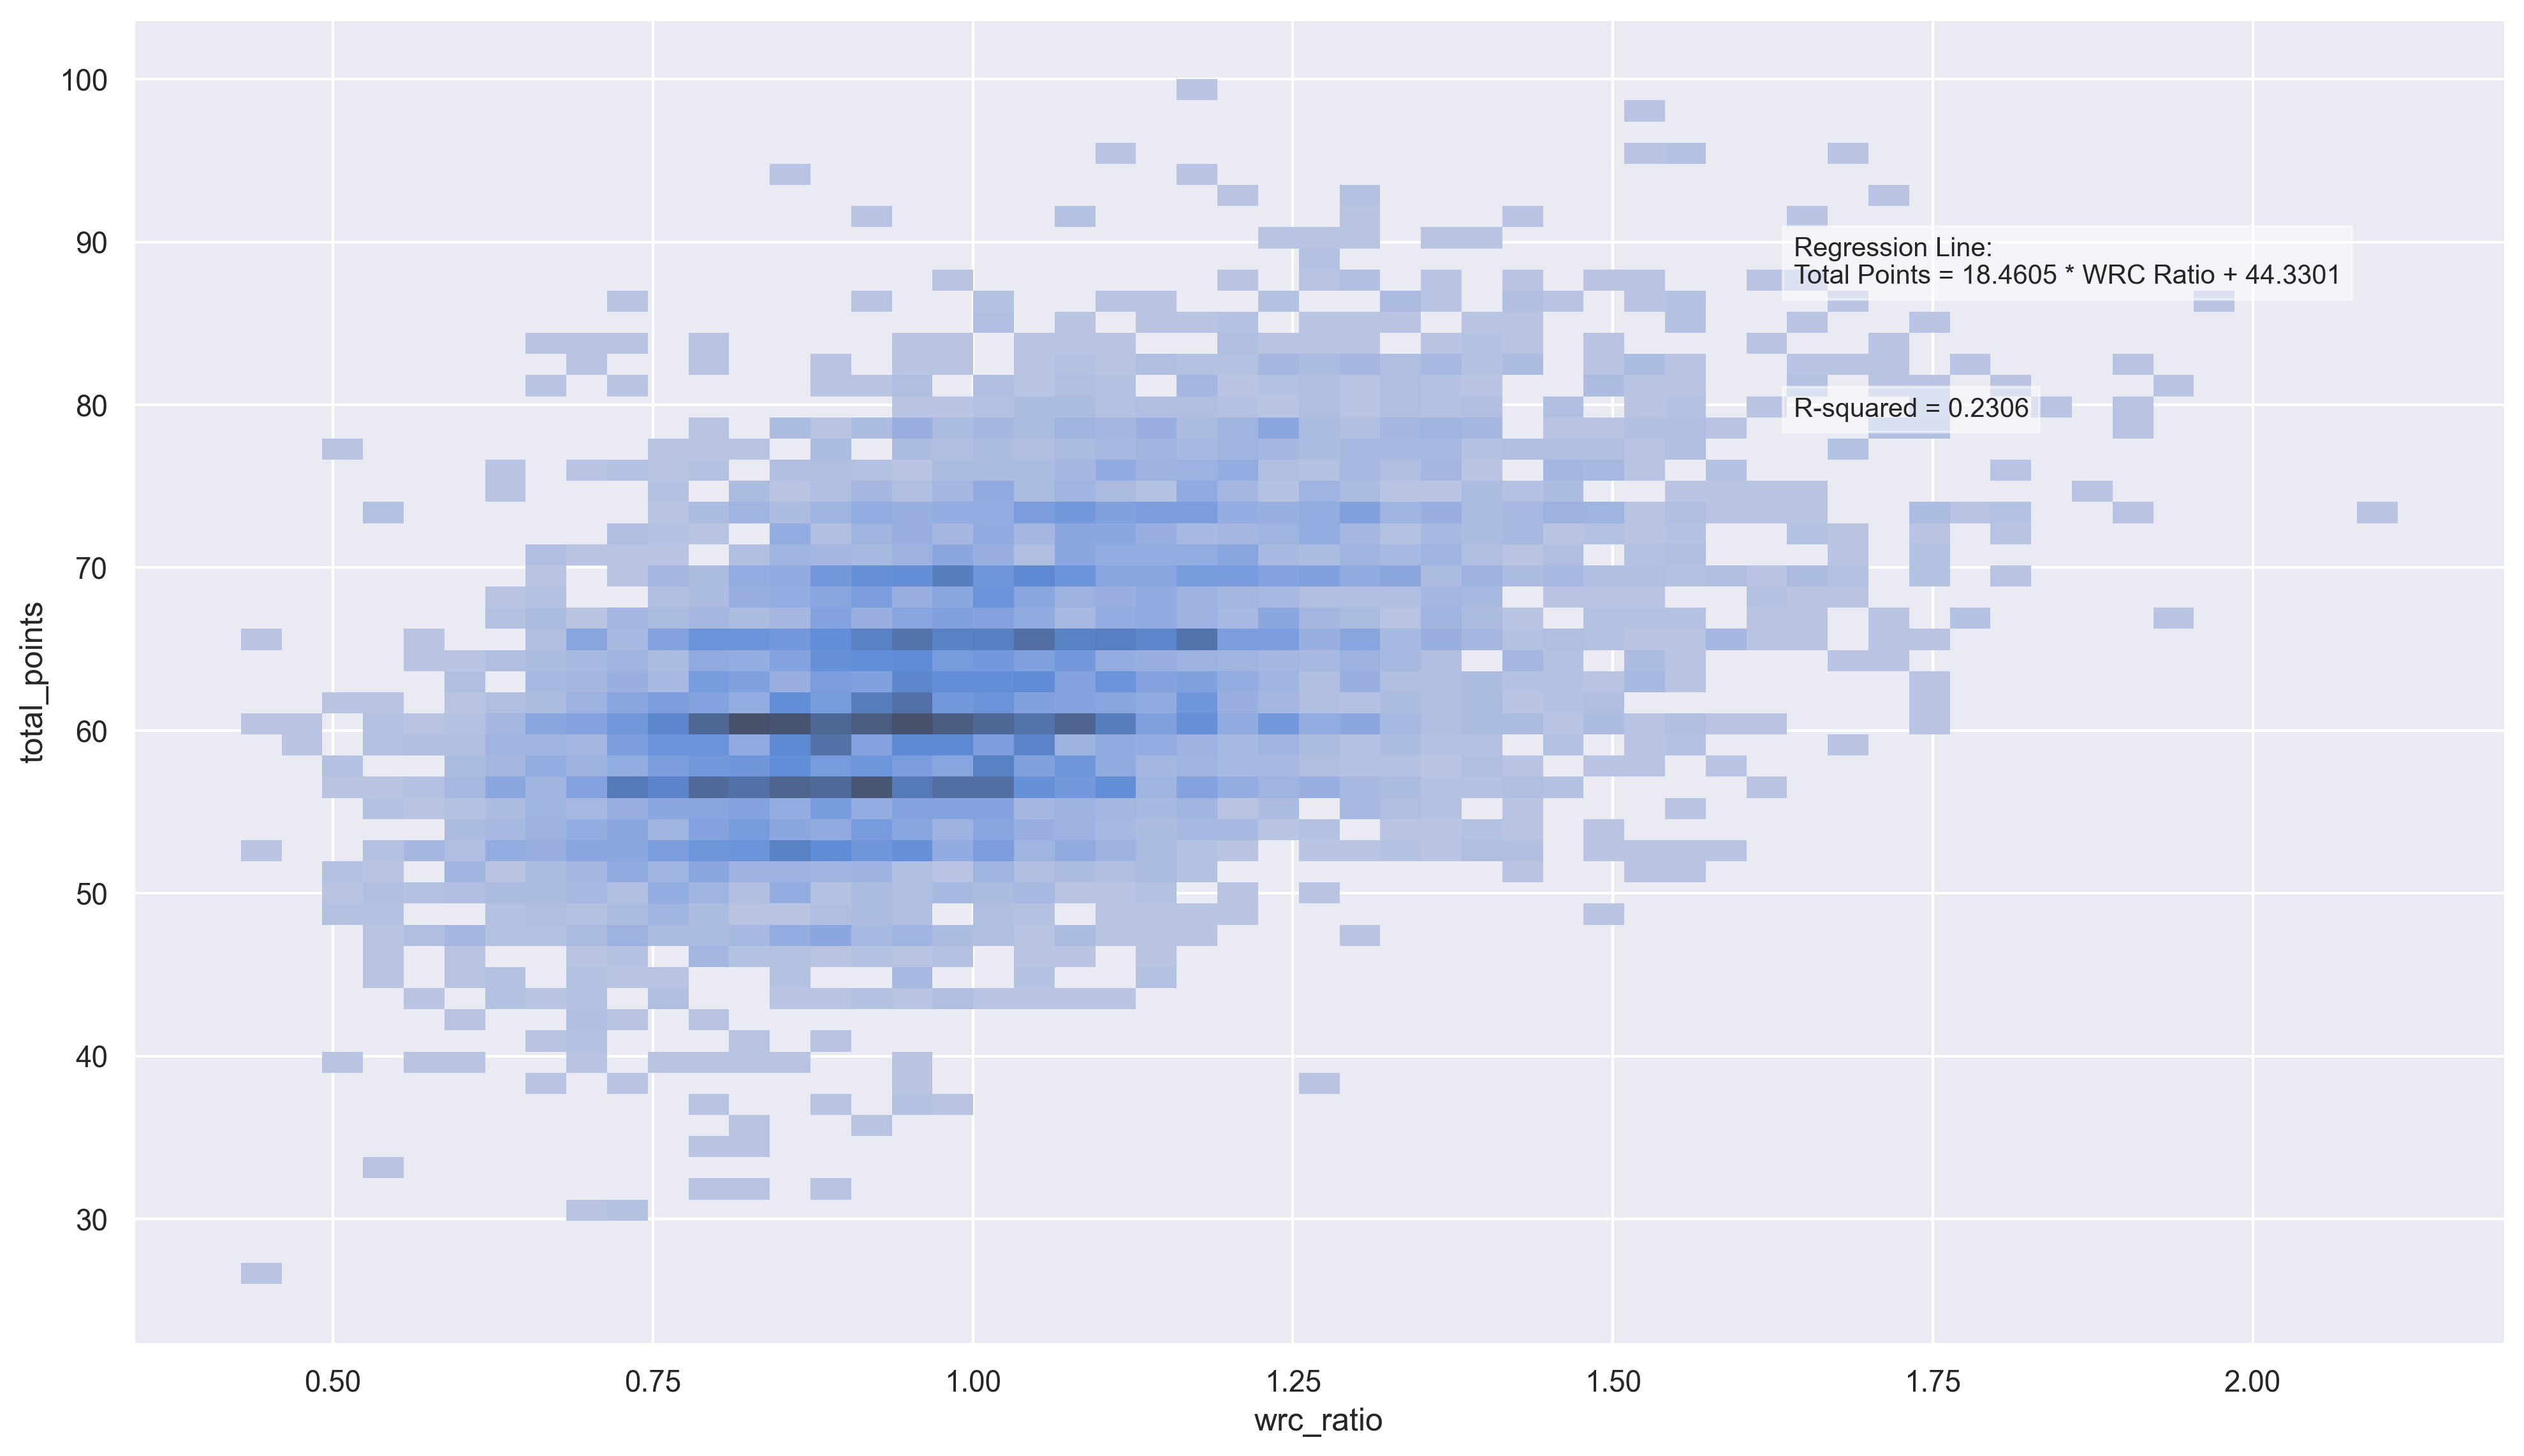 100
90
80
70
60
50
40
30
total_points
Regression Line:
Total Points = 18.4605 * WRC Ratio + 44.3301
R-squared = 0.2306
0.50 0.75 1.00 1.25 1.50 1.75 2.00
wrc_ratio